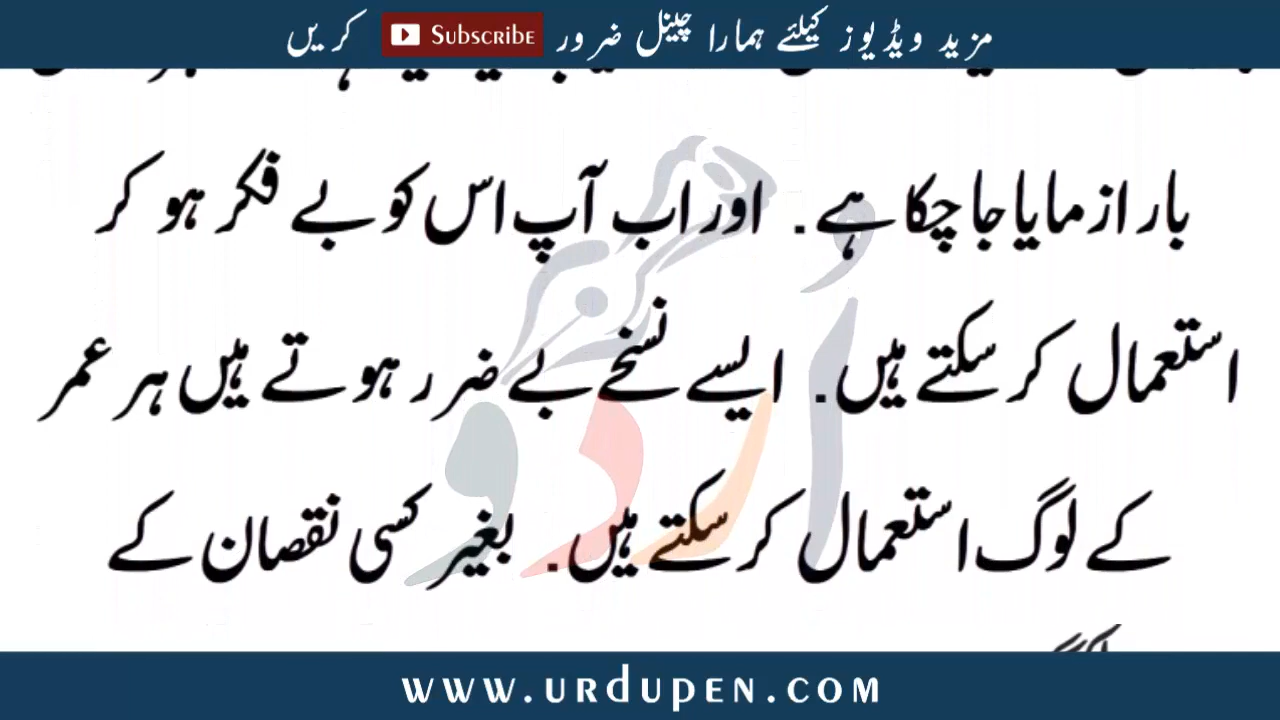 مزید ویڈیوز کیلئے ہمارا چینل ضرور Subscribe کریں
بار ازمایا جا چکا ہے. اور اب آپ اس کو بے فکر ہو کر
استعمال کر سکتے ہیں. ایسے نسخے بے ضرر ہوتے ہیں ہر عمر
کے لوگ استعمال کر سکتے ہیں. بغیر کسی نقصان کے
www.urdupen.com